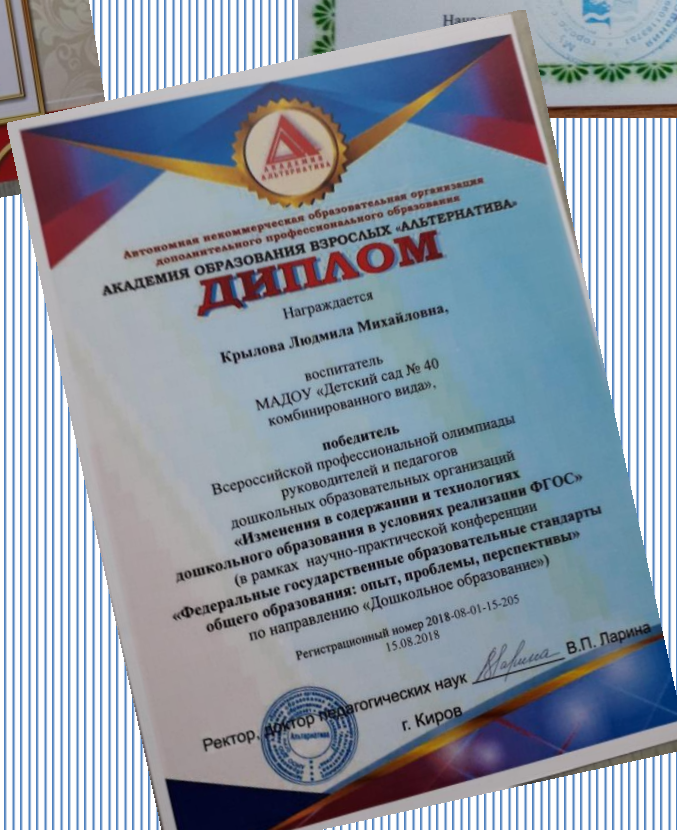 АКАДЕМИЯ
АЛЬТЕРНАТИВА
Автономная некоммерческая образовательная организация
дополнительного профессионального образования
АКАДЕМИЯ ОБРАЗОВАНИЯ ВЗРОСЛЫХ «АЛЬТЕРНАТИВА»
ДИПЛОМ
Награждается
Крылова Людмила Михайловна,
воспитатель
МАДОУ «Детский сад № 40
комбинированного вида»,
победитель
Всероссийской профессиональной олимпиады
руководителей и педагогов
дошкольных образовательных организаций
«Изменения в содержании и технологиях
дошкольного образования в условиях реализации ФГОС»
(в рамках научно-практической конференции
«Федеральные государственные образовательные стандарты
общего образования: опыт, проблемы, перспективы»
по направлению «Дошкольное образование»)
Регистрационный номер 2018-08-01-15-205
15.08.2018
Ректор, доктор педагогических наук В.П. Ларина
г. Киров
Альтернатива